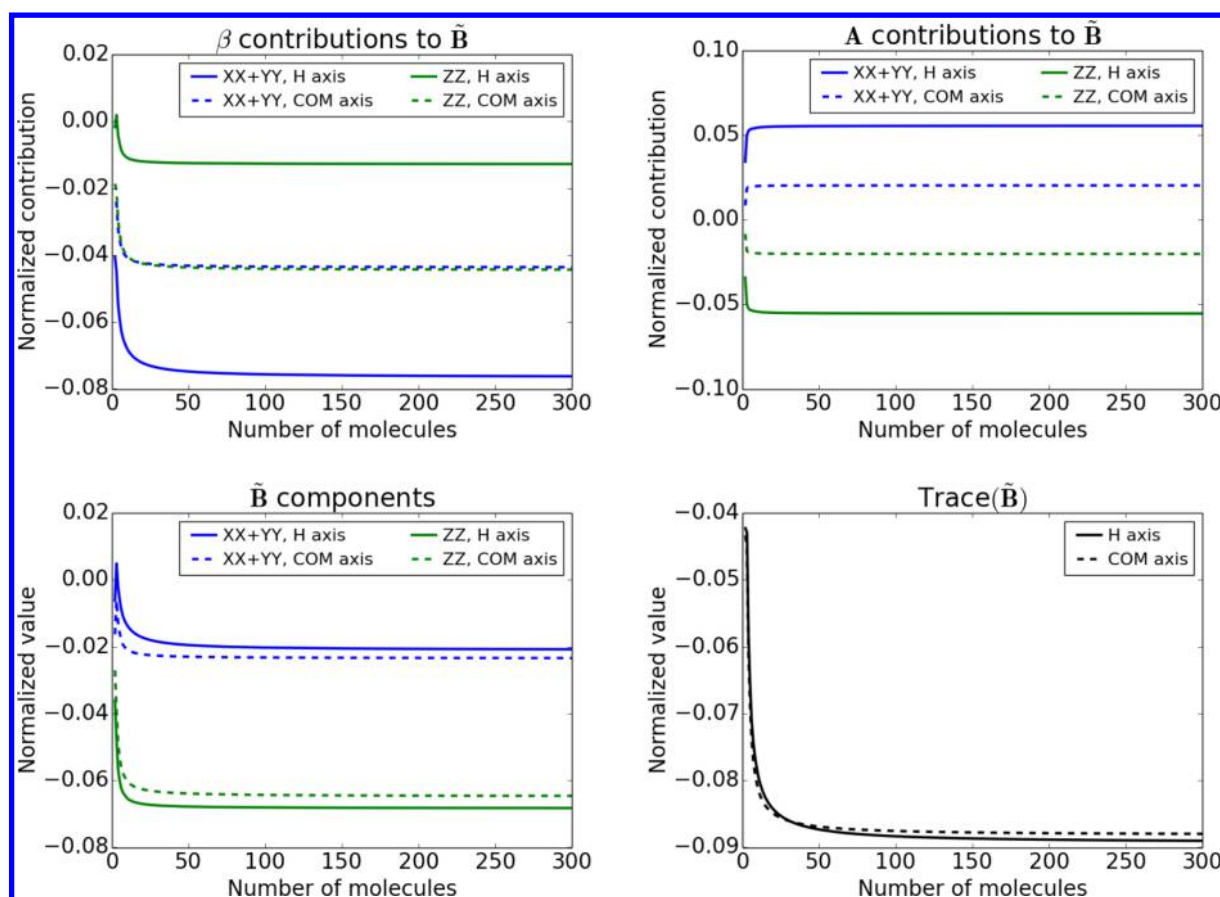 β contributions to B̃
0.02
0.00
−0.02
−0.04
−0.06
−0.08
Normalized contribution
XX+YY, H axis
XX+YY, COM axis
ZZ, H axis
ZZ, COM axis
0 50 100 150 200 250 300
Number of molecules
A contributions to B̃
0.10
0.05
0.00
−0.05
−0.10
Normalized contribution
XX+YY, H axis
XX+YY, COM axis
ZZ, H axis
ZZ, COM axis
0 50 100 150 200 250 300
Number of molecules
B̃ components
0.02
0.00
−0.02
−0.04
−0.06
−0.08
Normalized value
XX+YY, H axis
XX+YY, COM axis
ZZ, H axis
ZZ, COM axis
0 50 100 150 200 250 300
Number of molecules
Trace(B̃)
−0.04
−0.05
−0.06
−0.07
−0.08
−0.09
Normalized value
H axis
COM axis
0 50 100 150 200 250 300
Number of molecules